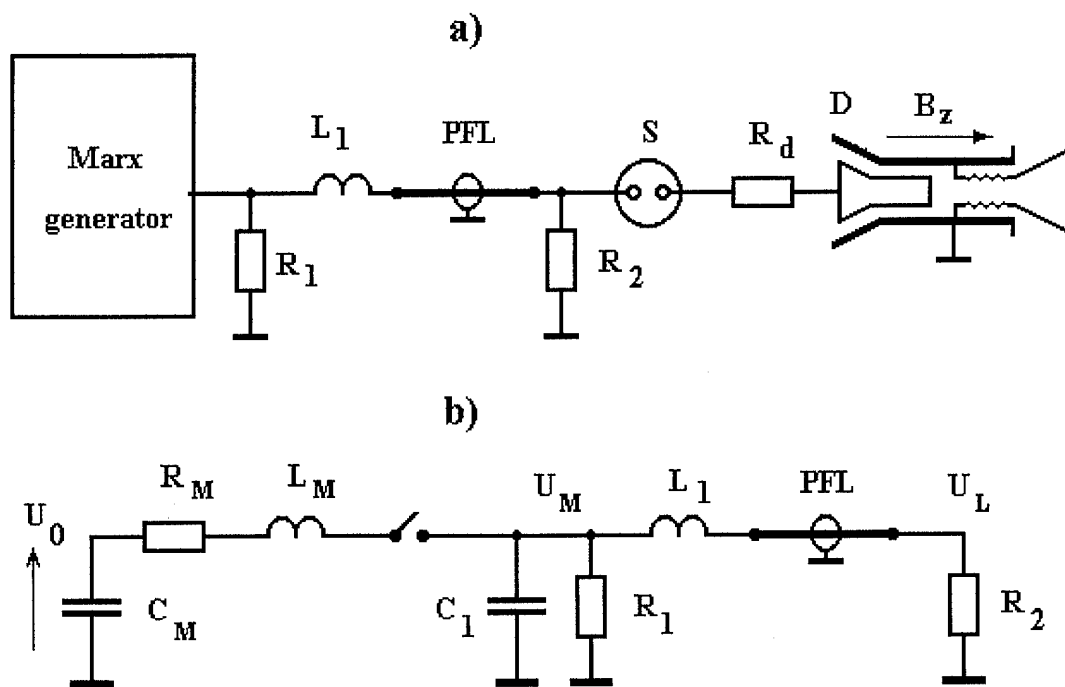 a)
Marx
generator
L1
PFL
S
Rd
D
Bz
R1
R2
b)
U0
RM
LM
UM
L1
PFL
UL
CM
C1
R1
R2